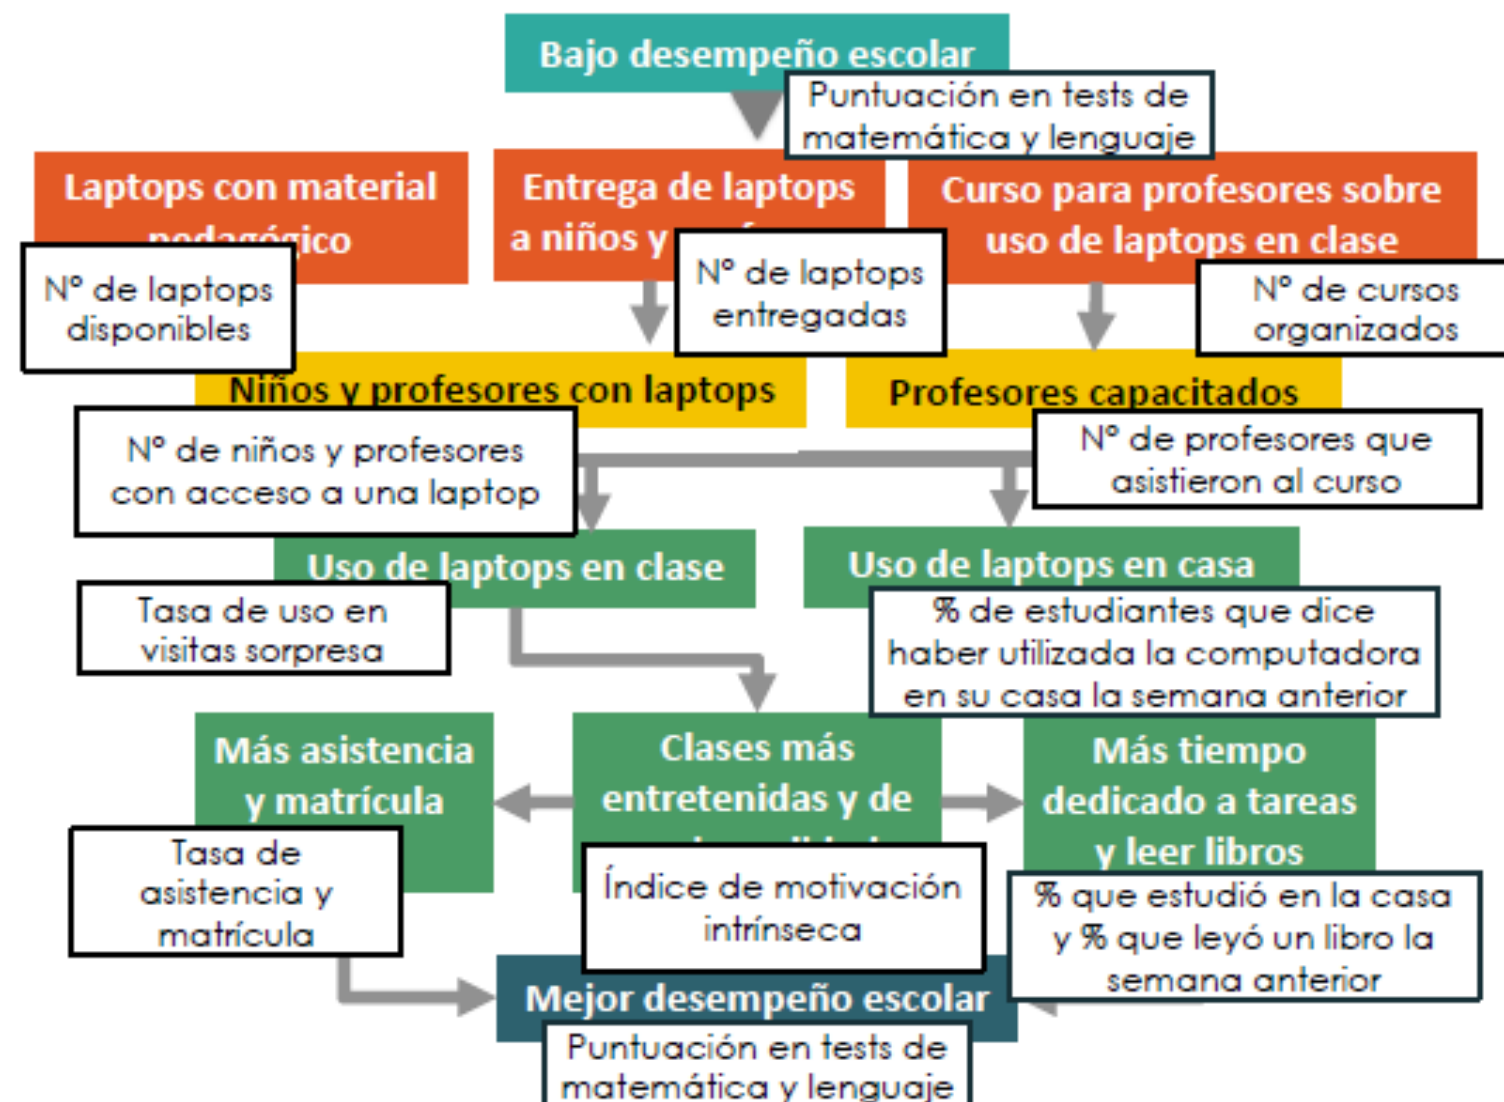 Bajo desempeño escolar
Puntuación en tests de
matemática y lenguaje
Laptops con material
pedagógico
Nº de laptops
disponibles
Entrega de laptops
a niños y
Nº de laptops
entregadas
Curso para profesores sobre
uso de laptops en clase
Nº de cursos
organizados
Niños y profesores con laptops
Nº de niños y profesores
con acceso a una laptop
Profesores capacitados
Nº de profesores que
asistieron al curso
Uso de laptops en clase
Tasa de uso en
visitas sorpresa
Uso de laptops en casa
% de estudiantes que dice
haber utilizada la computadora
en su casa la semana anterior
Más asistencia
y matrícula
Tasa de
asistencia y
matrícula
Clases más
entretenidas y de
Índice de motivación
intrínseca
Más tiempo
dedicado a tareas
y leer libros
% que estudió en la casa
y % que leyó un libro la
semana anterior
Mejor desempeño escolar
Puntuación en tests de
matemática y lenguaje